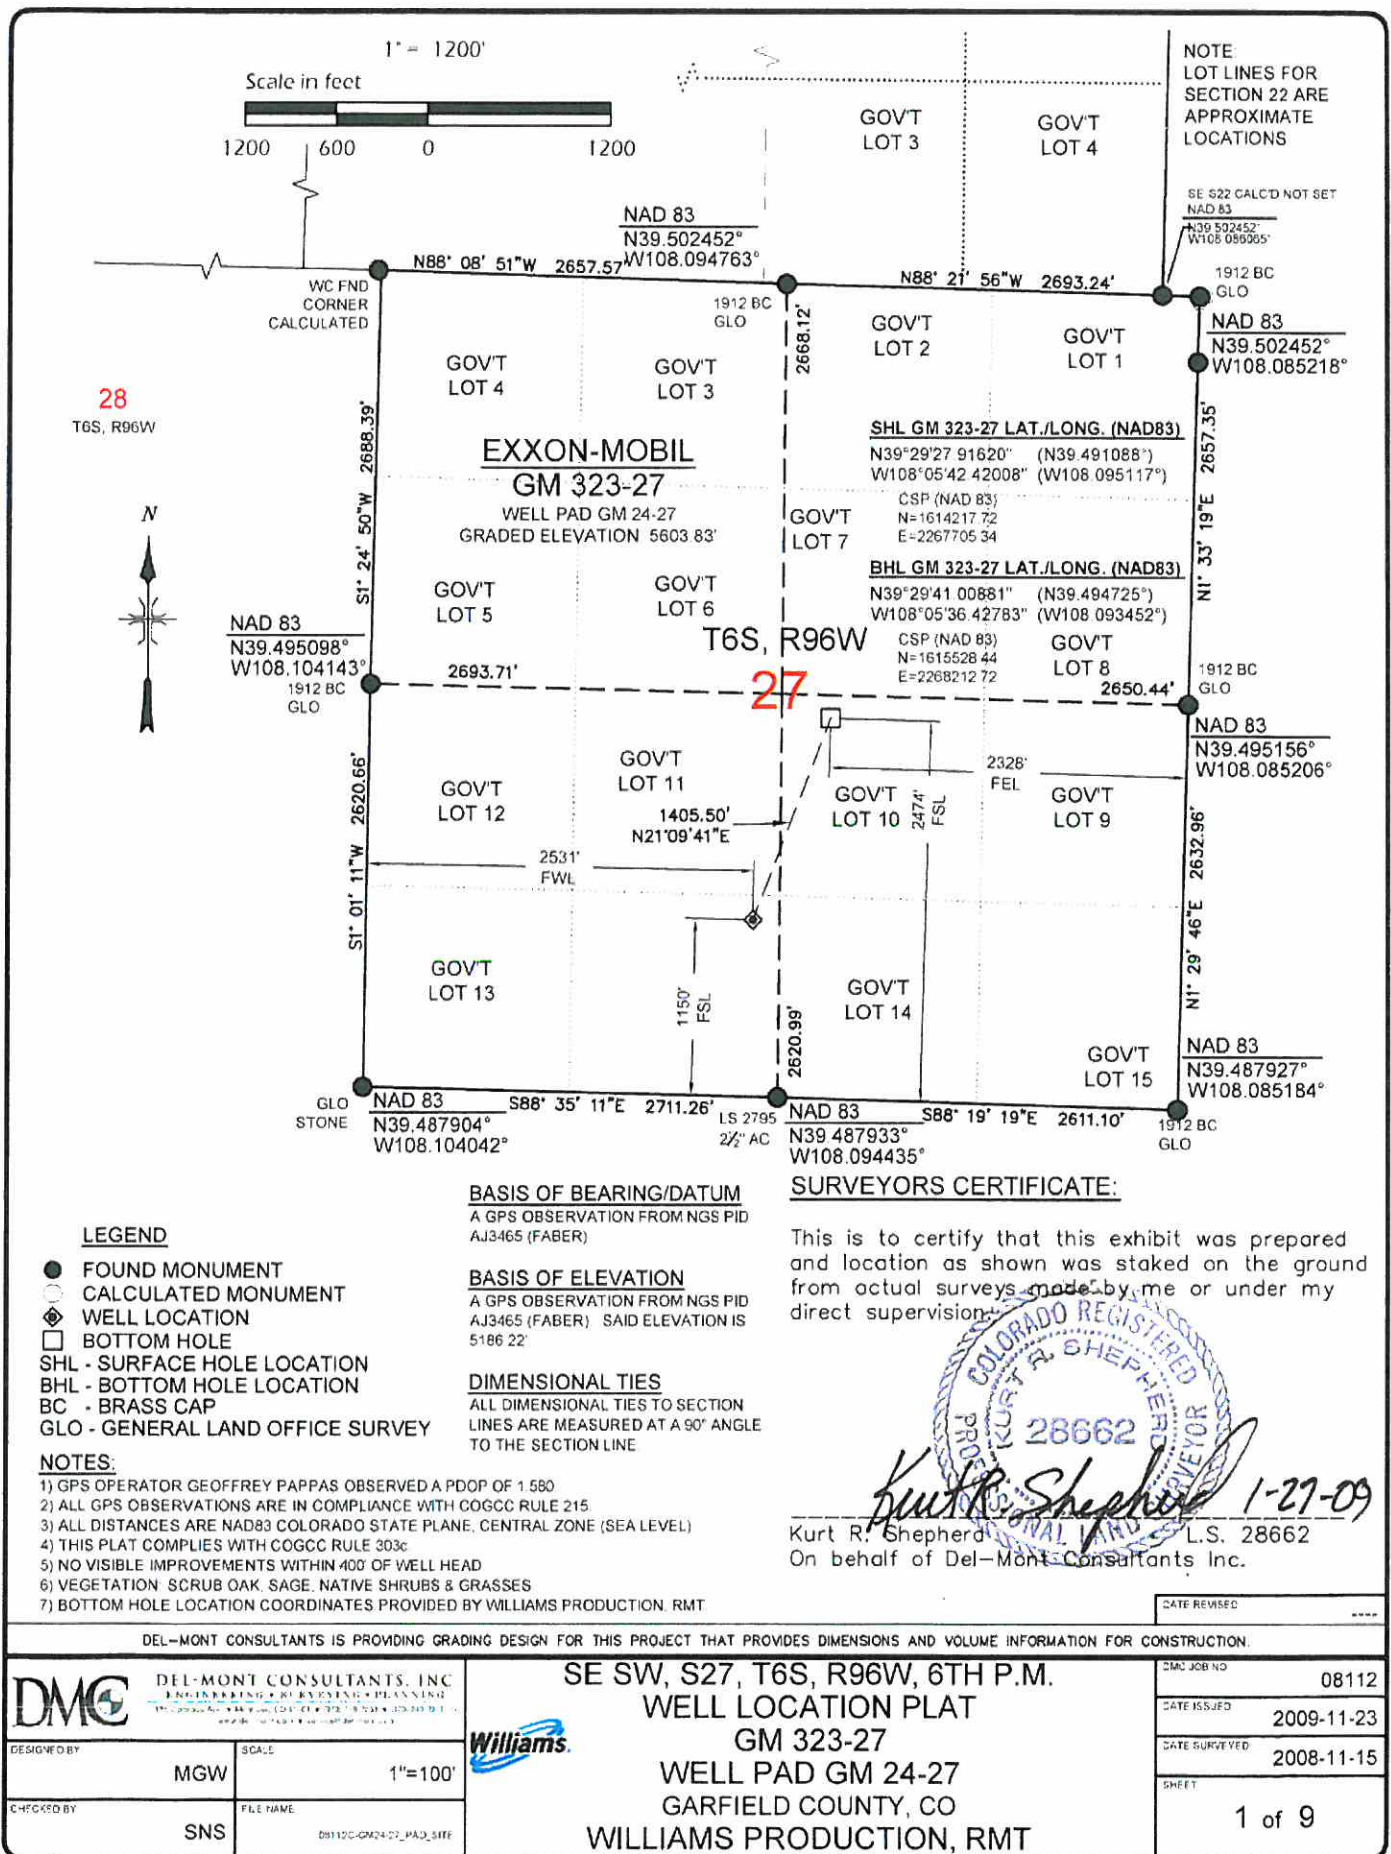 1" = 1200'
Scale in feet
1200 600 0 1200
NOTE
LOT LINES FOR
SECTION 22 ARE
APPROXIMATE
LOCATIONS
GOV'T
LOT 3
GOV'T
LOT 4
SE S22 CALC'D NOT SET
NAD 83
N39 502452°
W108 086065°
NAD 83
N39.502452°
W108.094763°
N88° 08' 51"W 2657.57'
N88° 21' 56"W 2693.24'
1912 BC
GLO
WC FND
CORNER
CALCULATED
1912 BC
GLO
2668.12'
NAD 83
N39.502452°
W108.085218°
GOV'T
LOT 4
GOV'T
LOT 3
GOV'T
LOT 2
GOV'T
LOT 1
28
T6S, R96W
S1° 24' 50"W 2688.39'
N1° 33' 19"E 2657.35'
EXXON-MOBIL
GM 323-27
WELL PAD GM 24-27
GRADED ELEVATION 5603 83'
SHL GM 323-27 LAT./LONG. (NAD83)
N39°29'27 91620" (N39.491088°)
W108°05'42 42008" (W108 095117°)
CSP (NAD 83)
N=1614217.72
E=2267705 34
GOV'T
LOT 7
BHL GM 323-27 LAT./LONG. (NAD83)
N39°29'41 00881" (N39.494725°)
W108°05'36.42783" (W108 093452°)
CSP (NAD 83)
N=1615528 44
E=2268212 72
N
GOV'T
LOT 5
GOV'T
LOT 6
GOV'T
LOT 8
T6S, R96W
27
NAD 83
N39.495098°
W108.104143°
1912 BC
GLO
2693.71'
2650.44'
1912 BC
GLO
NAD 83
N39.495156°
W108.085206°
GOV'T
LOT 12
GOV'T
LOT 11
1405.50'
N21°09'41"E
GOV'T
LOT 10
2474'
FSL
2328'
FEL
GOV'T
LOT 9
S1° 01' 11"W 2620.66'
N1° 29' 46"E 2632.96'
2531'
FWL
GOV'T
LOT 13
1150'
FSL
GOV'T
LOT 14
2620.99'
GOV'T
LOT 15
NAD 83
N39.487927°
W108.085184°
GLO
STONE
NAD 83
N39.487904°
W108.104042°
S88° 35' 11"E 2711.26'
LS 2795
2½" AC
NAD 83
N39 487933°
W108.094435°
S88° 19' 19"E 2611.10'
1912 BC
GLO
LEGEND
FOUND MONUMENT
CALCULATED MONUMENT
WELL LOCATION
BOTTOM HOLE
SHL - SURFACE HOLE LOCATION
BHL - BOTTOM HOLE LOCATION
BC - BRASS CAP
GLO - GENERAL LAND OFFICE SURVEY
BASIS OF BEARING/DATUM
A GPS OBSERVATION FROM NGS PID
AJ3465 (FABER)
BASIS OF ELEVATION
A GPS OBSERVATION FROM NGS PID
AJ3465 (FABER) SAID ELEVATION IS
5186 22'
DIMENSIONAL TIES
ALL DIMENSIONAL TIES TO SECTION
LINES ARE MEASURED AT A 90° ANGLE
TO THE SECTION LINE
SURVEYORS CERTIFICATE:
This is to certify that this exhibit was prepared
and location as shown was staked on the ground
from actual surveys made by me or under my
direct supervision.
COLORADO REGISTERED
KURT R. SHEPHERD
28662
PROFESSIONAL LAND SURVEYOR
Kurt R. Shepherd 1-27-09
Kurt R. Shepherd L.S. 28662
On behalf of Del-Mont Consultants Inc.
NOTES:
1) GPS OPERATOR GEOFFREY PAPPAS OBSERVED A PDOP OF 1.580
2) ALL GPS OBSERVATIONS ARE IN COMPLIANCE WITH COGCC RULE 215
3) ALL DISTANCES ARE NAD83 COLORADO STATE PLANE, CENTRAL ZONE (SEA LEVEL)
4) THIS PLAT COMPLIES WITH COGCC RULE 303c
5) NO VISIBLE IMPROVEMENTS WITHIN 400' OF WELL HEAD
6) VEGETATION SCRUB OAK, SAGE, NATIVE SHRUBS & GRASSES
7) BOTTOM HOLE LOCATION COORDINATES PROVIDED BY WILLIAMS PRODUCTION, RMT
DATE REVISED
----
DEL-MONT CONSULTANTS IS PROVIDING GRADING DESIGN FOR THIS PROJECT THAT PROVIDES DIMENSIONS AND VOLUME INFORMATION FOR CONSTRUCTION.
DMC
DEL-MONT CONSULTANTS, INC
ENGINEERING • SURVEYING • PLANNING
DESIGNED BY
MGW
SCALE
1"=100'
CHECKED BY
SNS
FILE NAME
08112C-GM24-27_PAD_SITE
Williams.
SE SW, S27, T6S, R96W, 6TH P.M.
WELL LOCATION PLAT
GM 323-27
WELL PAD GM 24-27
GARFIELD COUNTY, CO
WILLIAMS PRODUCTION, RMT
DMC JOB NO
08112
DATE ISSUED
2009-11-23
DATE SURVEYED
2008-11-15
SHEET
1 of 9